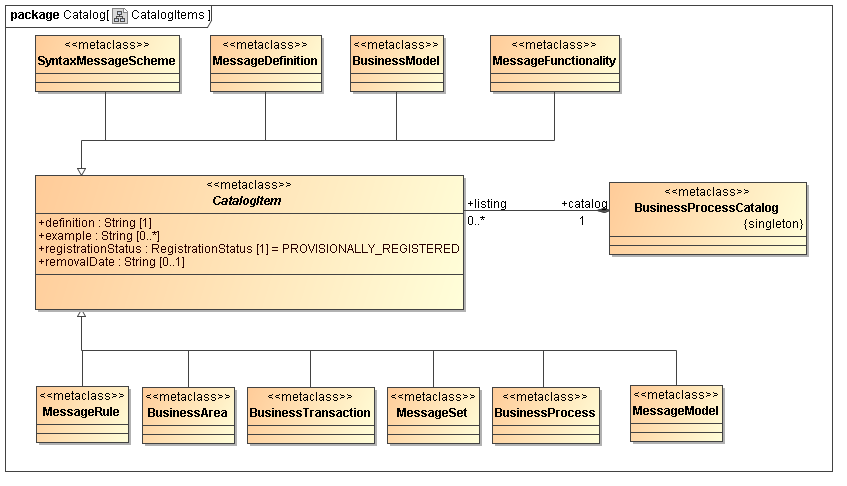 package Catalog[ CatalogItems ]
<<metaclass>>
SyntaxMessageScheme
<<metaclass>>
MessageDefinition
<<metaclass>>
BusinessModel
<<metaclass>>
MessageFunctionality
<<metaclass>>
CatalogItem
+definition : String [1]
+example : String [0..*]
+registrationStatus : RegistrationStatus [1] = PROVISIONALLY_REGISTERED
+removalDate : String [0..1]
+listing
0..*
+catalog
1
<<metaclass>>
BusinessProcessCatalog
{singleton}
<<metaclass>>
MessageRule
<<metaclass>>
BusinessArea
<<metaclass>>
BusinessTransaction
<<metaclass>>
MessageSet
<<metaclass>>
BusinessProcess
<<metaclass>>
MessageModel